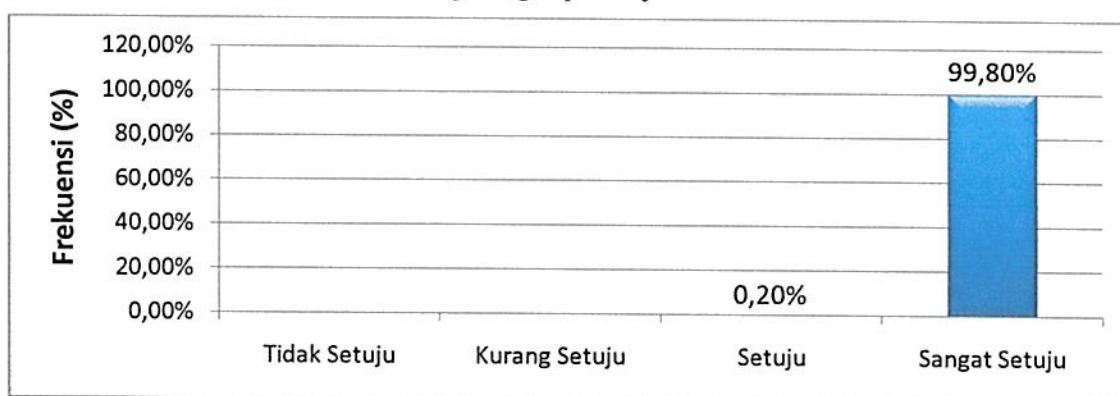 120,00%
100,00%
80,00%
60,00%
40,00%
20,00%
0,00%
Frekuensi (%)
99,80%
0,20%
Tidak Setuju
Kurang Setuju
Setuju
Sangat Setuju